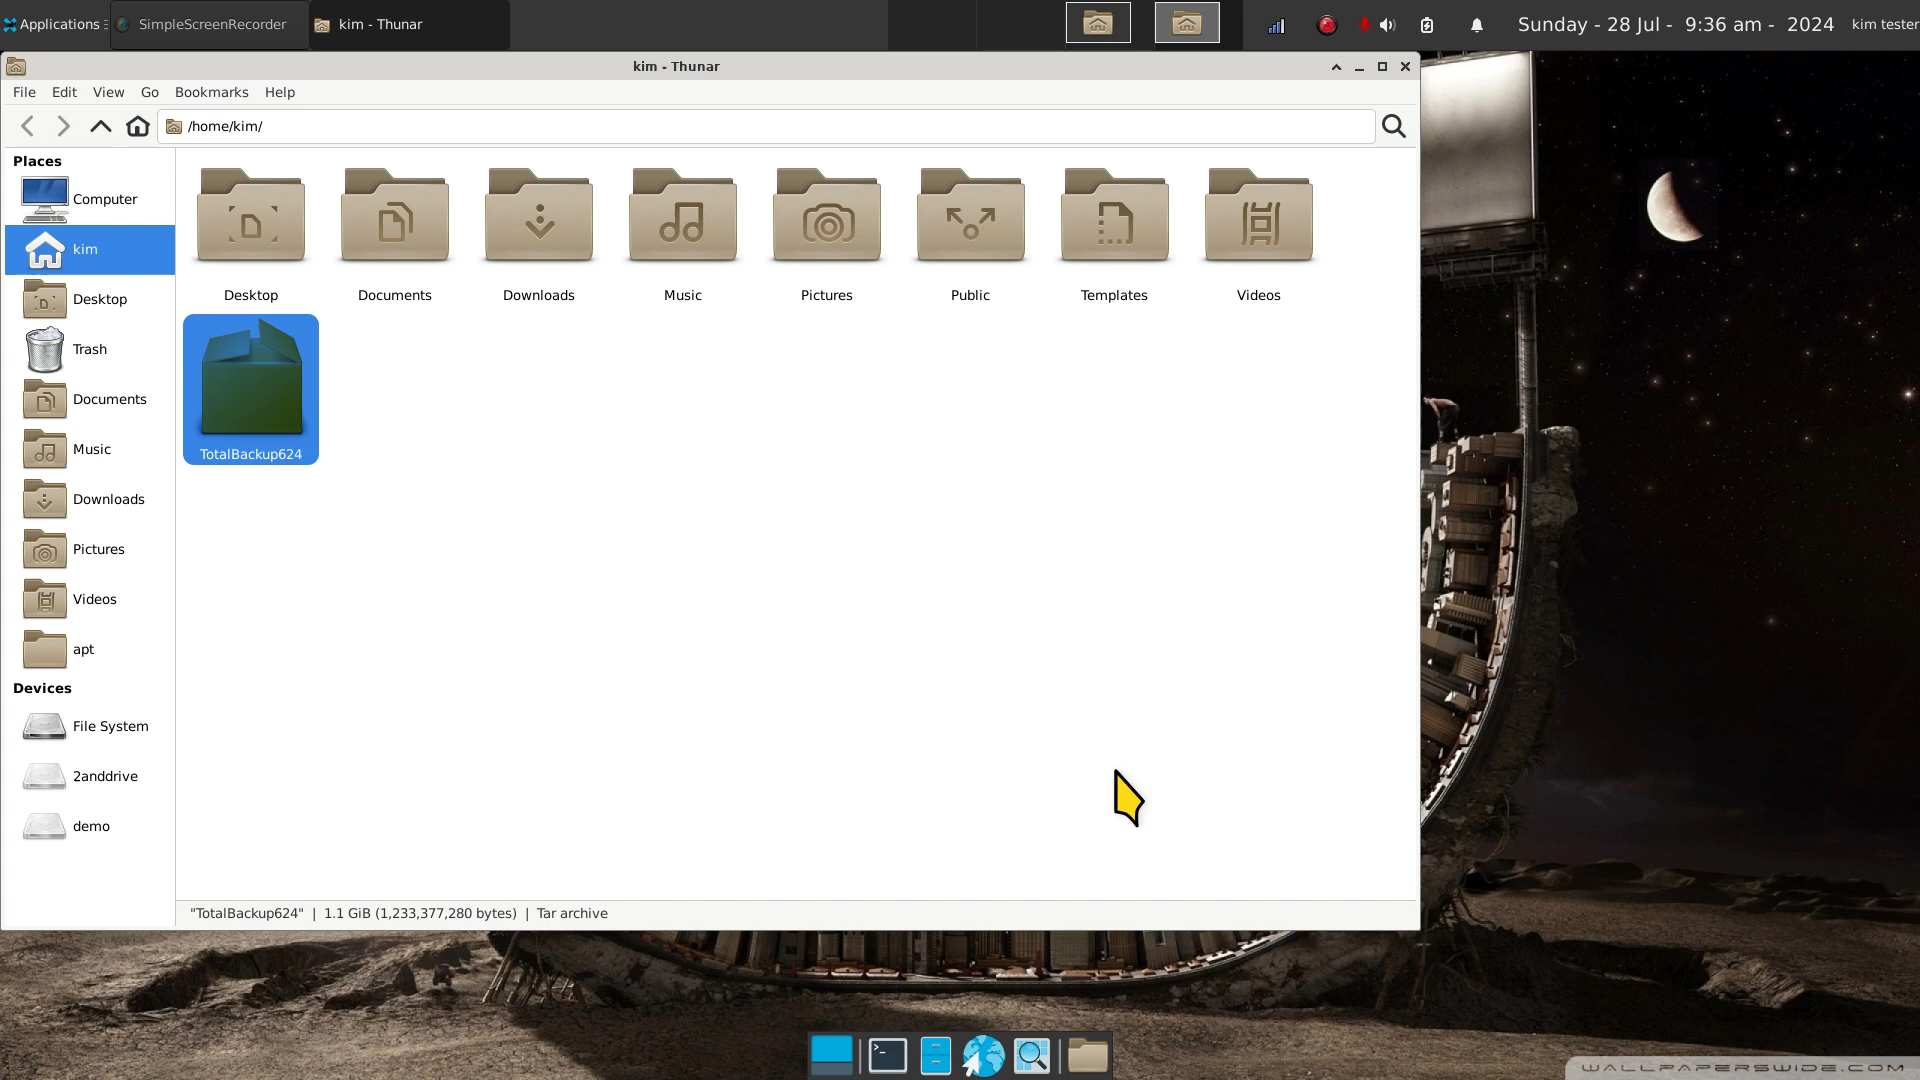 Applications
SimpleScreenRecorder
kim - Thunar
Sunday - 28 Jul - 9:36 am - 2024
kim tester
kim - Thunar
File Edit View Go Bookmarks Help
/home/kim/
Places
Computer
kim
Desktop
Trash
Documents
Music
Downloads
Pictures
Videos
apt
Devices
File System
2anddrive
demo
Desktop
Documents
Downloads
Music
Pictures
Public
Templates
Videos
TotalBackup624
"TotalBackup624" | 1.1 GiB (1,233,377,280 bytes) | Tar archive
WALLPAPERSWIDE.COM